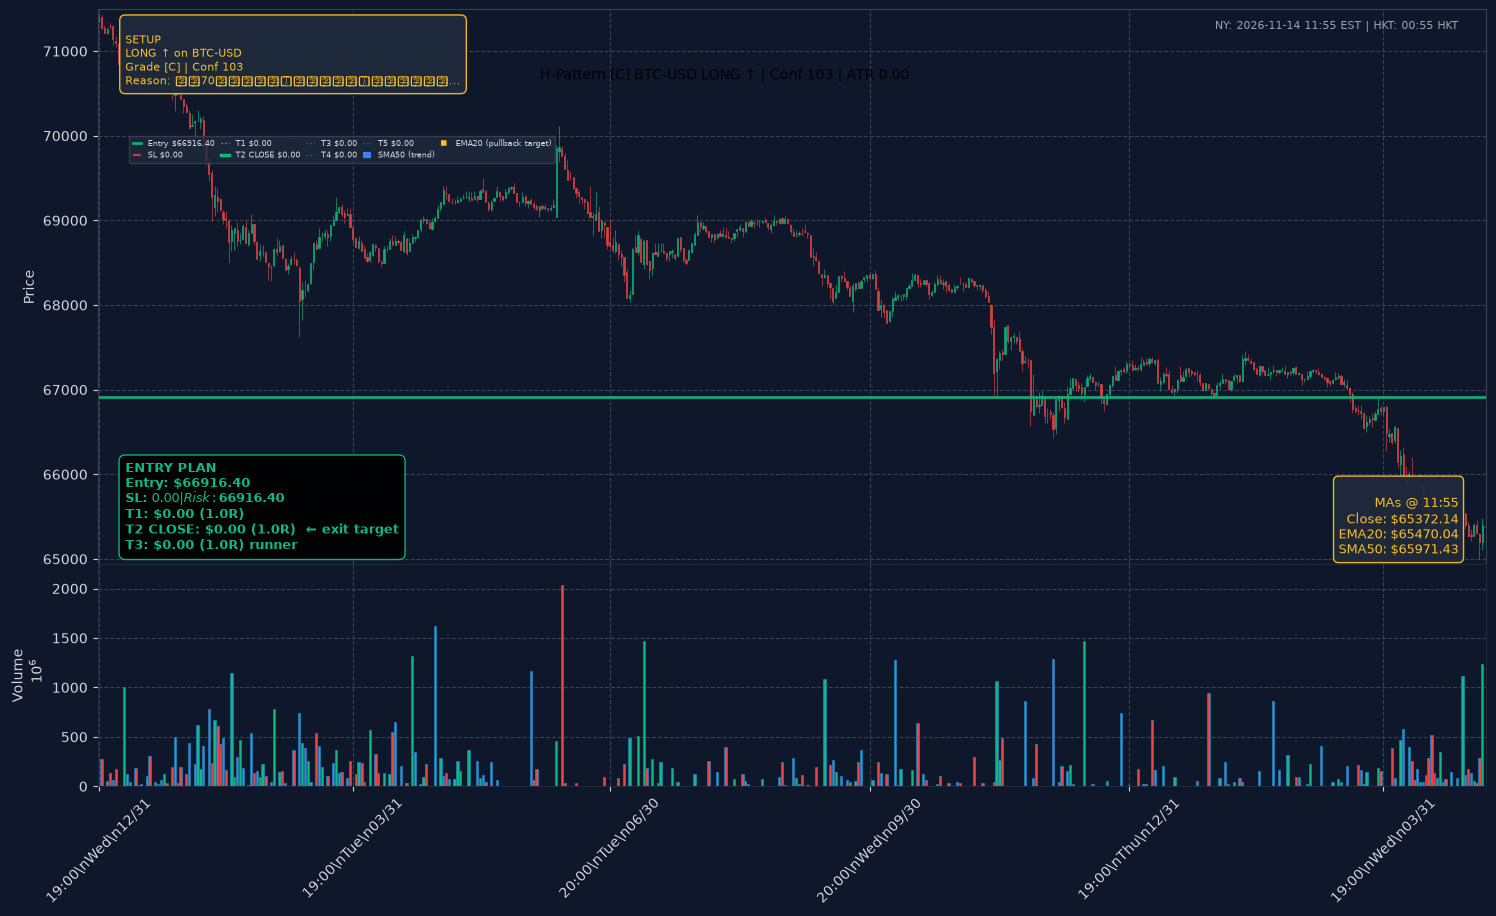 NY: 2026-11-14 11:55 EST | HKT: 00:55 HKT
SETUP
LONG ↑ on BTC-USD
Grade [C] | Conf 103
Reason: 70
H-Pattern [C] BTC-USD LONG ↑ | Conf 103 | ATR 0.00
Entry $66916.40 T1 $0.00 T3 $0.00 T5 $0.00 EMA20 (pullback target)
SL $0.00 T2 CLOSE $0.00 T4 $0.00 SMA50 (trend)
71000
70000
69000
68000
67000
66000
65000
Price
ENTRY PLAN
Entry: $66916.40
SL: 0.00|Risk:66916.40
T1: $0.00 (1.0R)
T2 CLOSE: $0.00 (1.0R) ← exit target
T3: $0.00 (1.0R) runner
MAs @ 11:55
Close: $65372.14
EMA20: $65470.04
SMA50: $65971.43
2000
1500
1000
500
0
Volume
10⁶
19:00\nWed\n12/31
19:00\nTue\n03/31
20:00\nTue\n06/30
20:00\nWed\n09/30
19:00\nThu\n12/31
19:00\nWed\n03/31